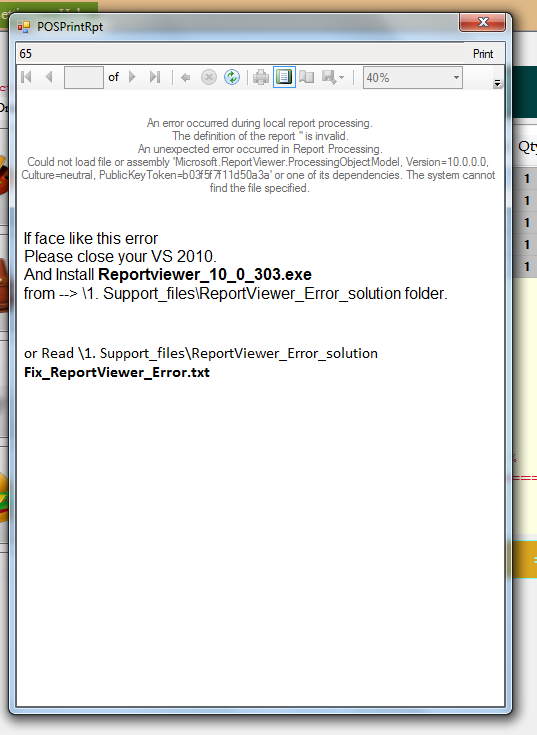 POSPrintRpt
65 Print
of 40%
An error occurred during local report processing.
The definition of the report '' is invalid.
An unexpected error occurred in Report Processing.
Could not load file or assembly 'Microsoft.ReportViewer.ProcessingObjectModel, Version=10.0.0.0,
Culture=neutral, PublicKeyToken=b03f5f7f11d50a3a' or one of its dependencies. The system cannot
find the file specified.
If face like this error
Please close your VS 2010.
And Install Reportviewer_10_0_303.exe
from --> \1. Support_files\ReportViewer_Error_solution folder.
or Read \1. Support_files\ReportViewer_Error_solution
Fix_ReportViewer_Error.txt
Qty
1
1
1
1
1